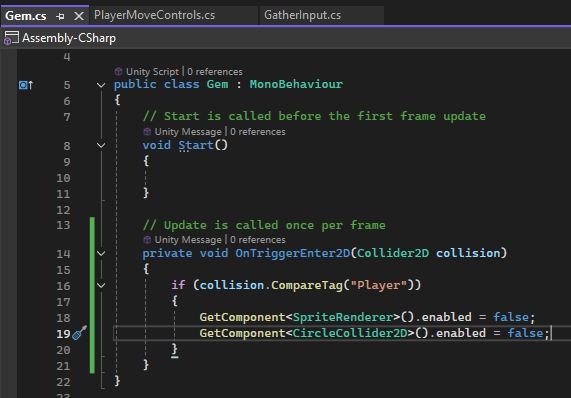 Gem.cs PlayerMoveControls.cs GatherInput.cs
Assembly-CSharp
4
Unity Script | 0 references
5 public class Gem : MonoBehaviour
6 {
7 // Start is called before the first frame update
Unity Message | 0 references
8 void Start()
9 {
10
11 }
12
13 // Update is called once per frame
Unity Message | 0 references
14 private void OnTriggerEnter2D(Collider2D collision)
15 {
16 if (collision.CompareTag("Player"))
17 {
18 GetComponent<SpriteRenderer>().enabled = false;
19 GetComponent<CircleCollider2D>().enabled = false;
20 }
21 }
22 }
23